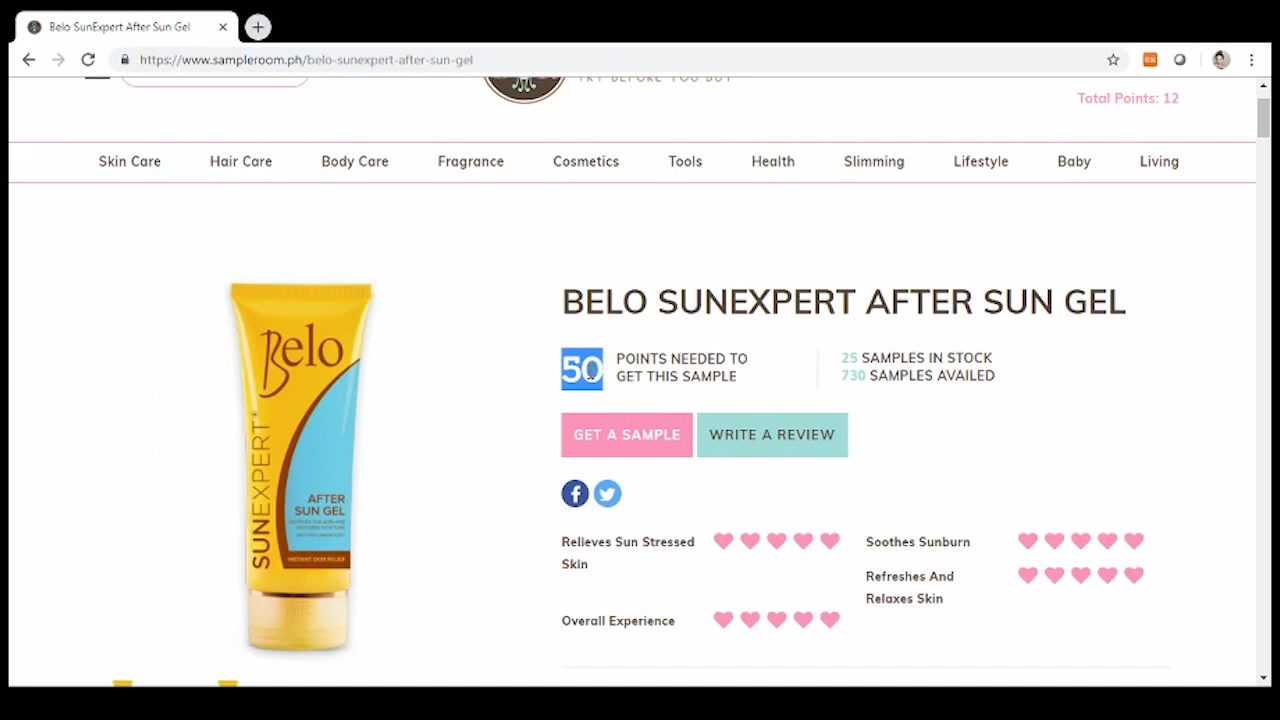 Belo SunExpert After Sun Gel
https://www.sampleroom.ph/belo-sunexpert-after-sun-gel
TRY BEFORE YOU BUY
Total Points: 12
Skin Care
Hair Care
Body Care
Fragrance
Cosmetics
Tools
Health
Slimming
Lifestyle
Baby
Living
BELO SUNEXPERT AFTER SUN GEL
50 POINTS NEEDED TO
GET THIS SAMPLE
25 SAMPLES IN STOCK
730 SAMPLES AVAILED
GET A SAMPLE
WRITE A REVIEW
Relieves Sun Stressed
Skin
Soothes Sunburn
Refreshes And
Relaxes Skin
Overall Experience
Belo
SUNEXPERT
AFTER
SUN GEL
INSTANT SKIN RELIEF